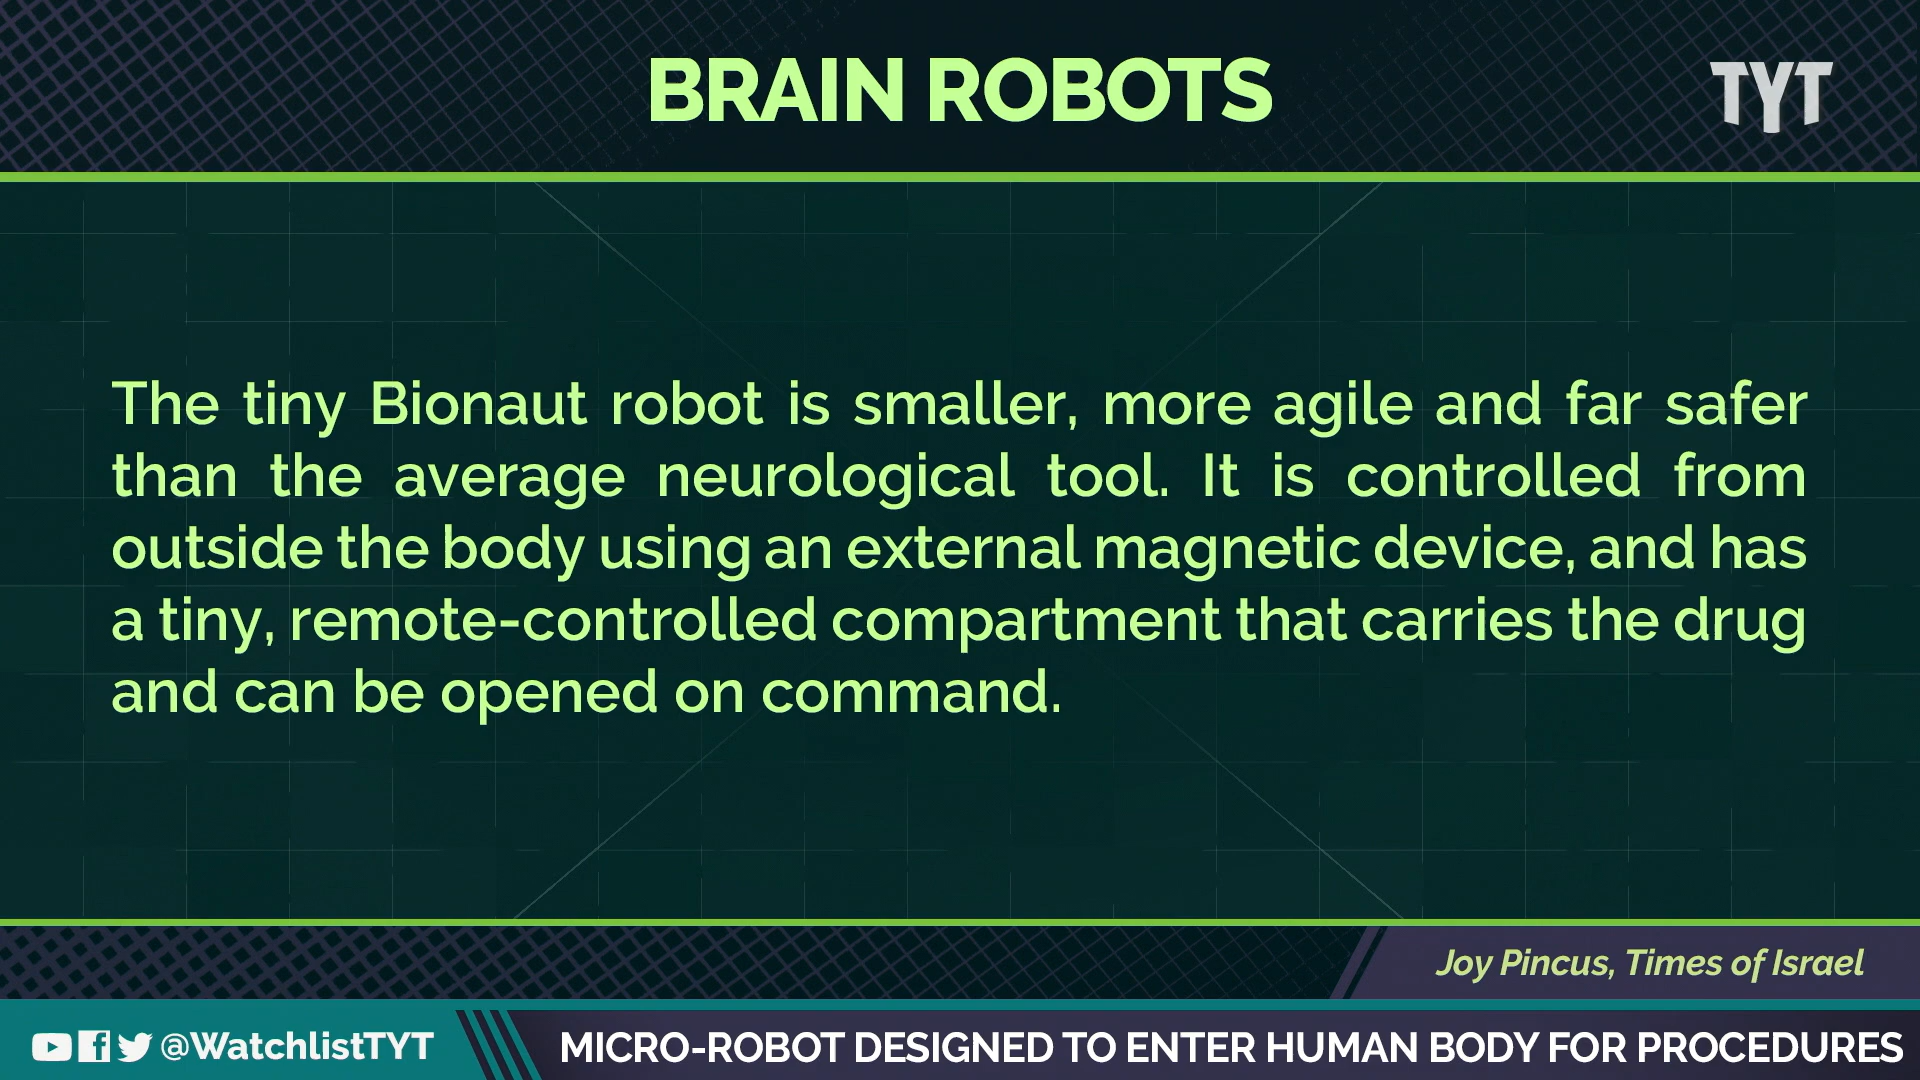 BRAIN ROBOTS
TYT
The tiny Bionaut robot is smaller, more agile and far safer
than the average neurological tool. It is controlled from
outside the body using an external magnetic device, and has
a tiny, remote-controlled compartment that carries the drug
and can be opened on command.
Joy Pincus, Times of Israel
@WatchlistTYT
MICRO-ROBOT DESIGNED TO ENTER HUMAN BODY FOR PROCEDURES